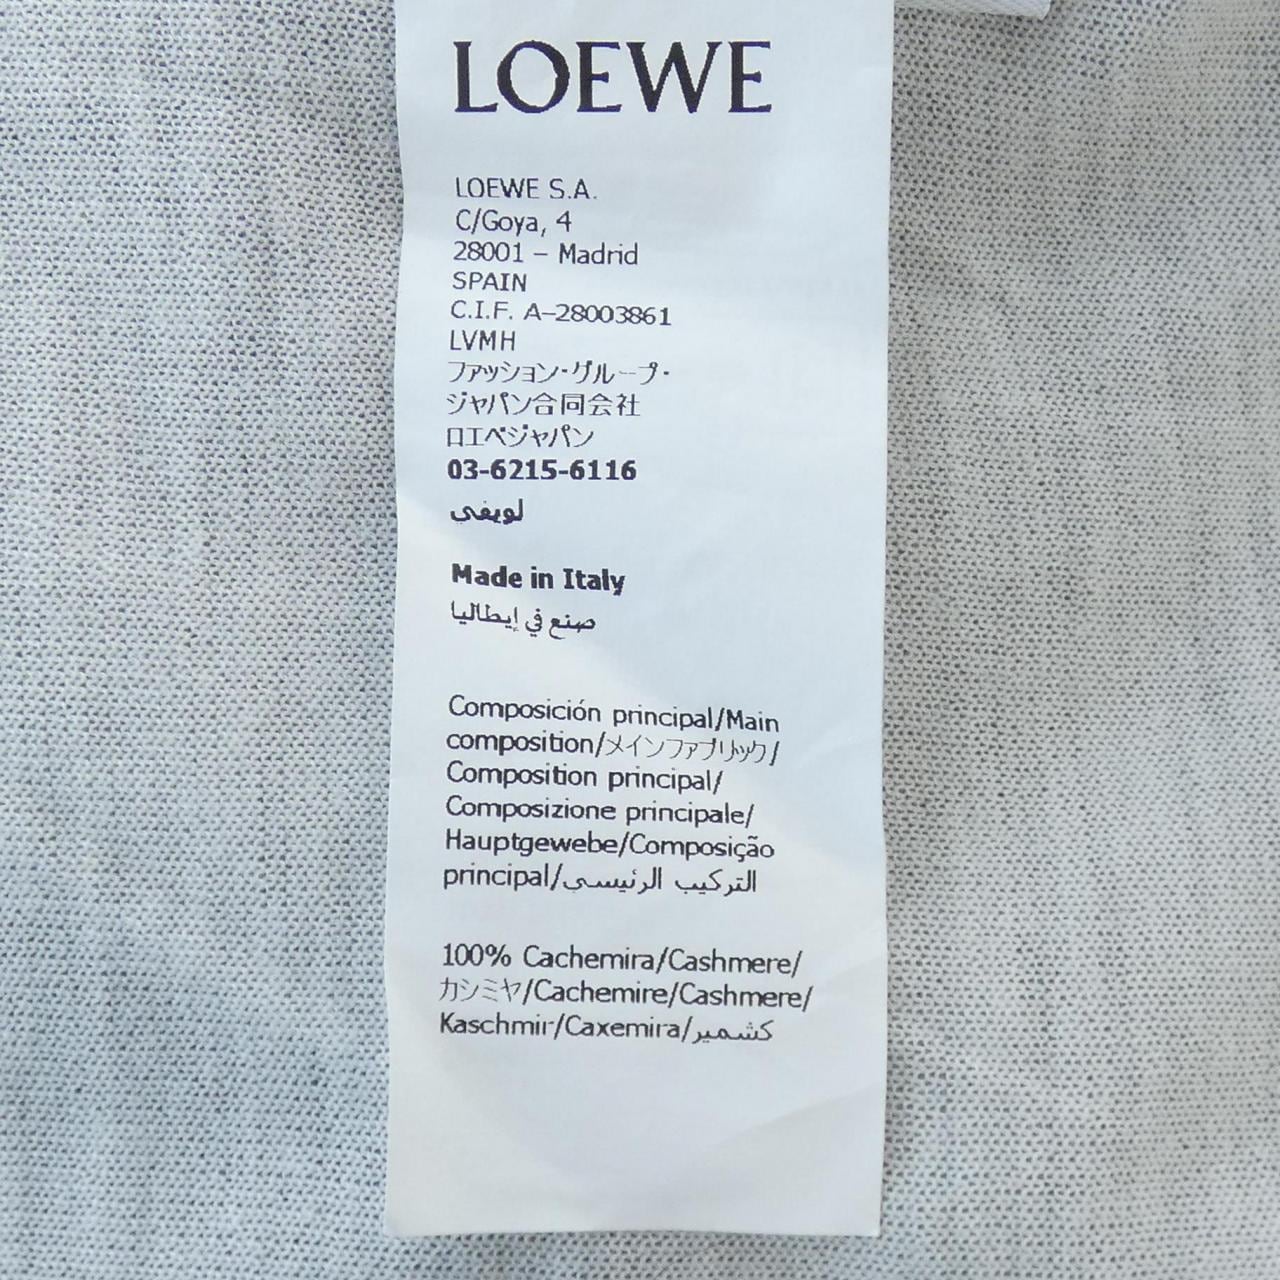 LOEWE
LOEWE S.A.
C/Goya, 4
28001 – Madrid
SPAIN
C.I.F. A–28003861
LVMH
ファッション・グループ・
ジャパン合同会社
ロエベジャパン
03-6215-6116
لويفي
Made in Italy
صنع في إيطاليا
Composición principal/Main
composition/メインファブリック/
Composition principal/
Composizione principale/
Hauptgewebe/Composição
principal/التركيب الرئيسي
100% Cachemira/Cashmere/
カシミヤ/Cachemire/Cashmere/
Kaschmir/Caxemira/كشمير